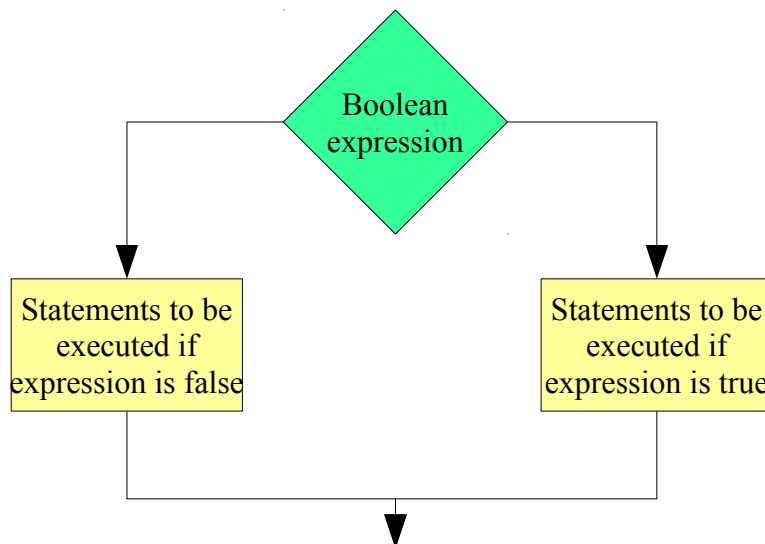 Boolean
expression
Statements to be
executed if
expression is false
Statements to be
executed if
expression is true